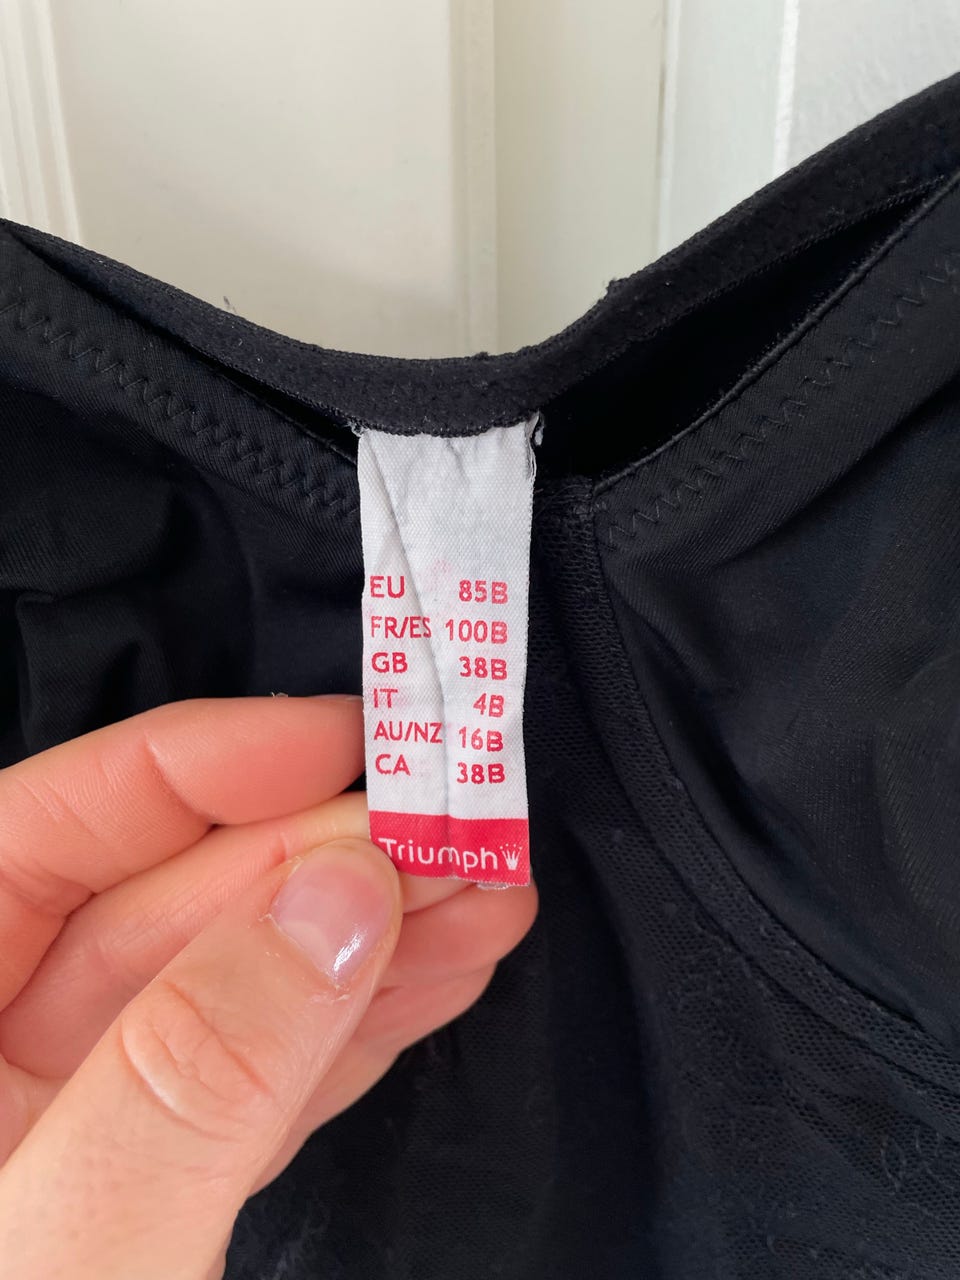 EU 85B
FR/ES 100B
GB 38B
IT 4B
AU/NZ 16B
CA 38B
Triumph